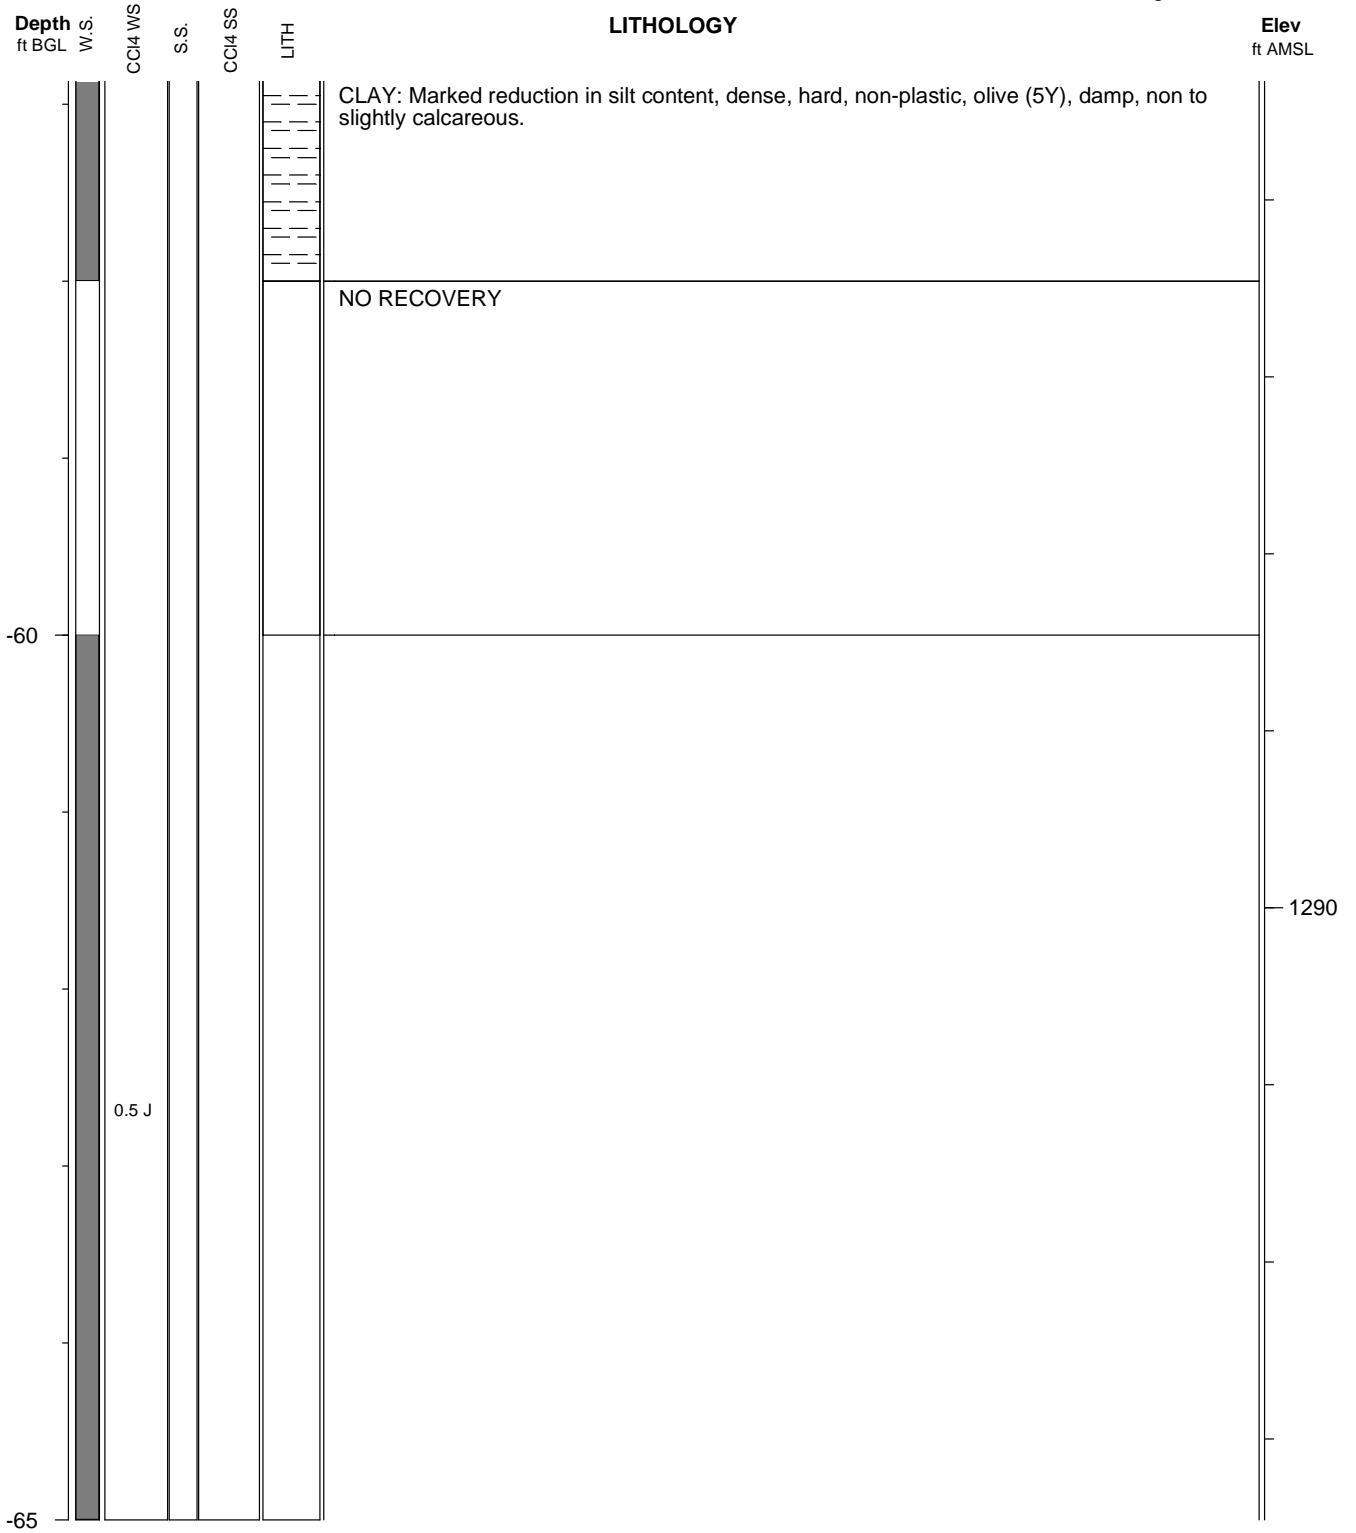 Depth
ft BGL
W.S.
CCl4 WS
S.S.
CCl4 SS
LITH
LITHOLOGY
Elev
ft AMSL
CLAY: Marked reduction in silt content, dense, hard, non-plastic, olive (5Y), damp, non to
slightly calcareous.
NO RECOVERY
-60
1290
0.5 J
-65